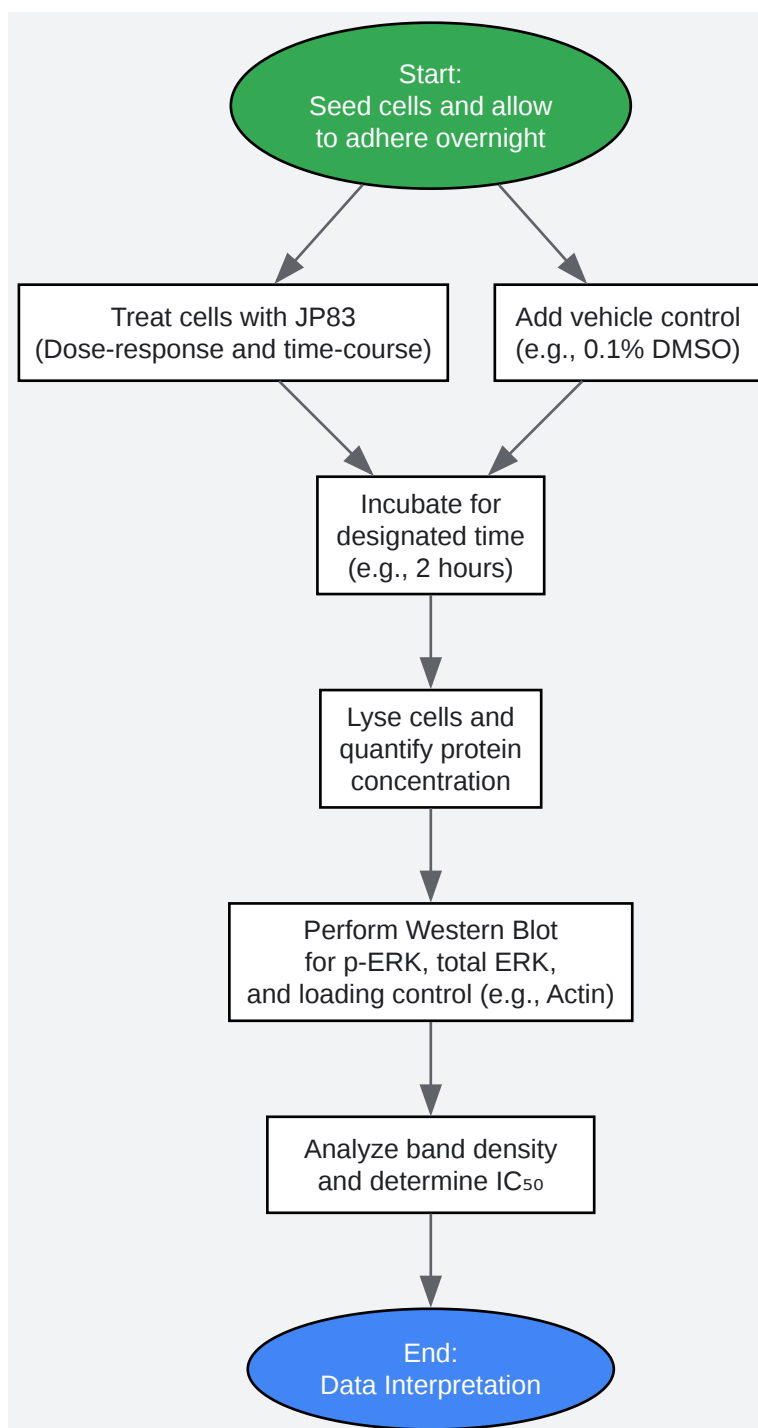 Start:
Seed cells and allow
to adhere overnight
Treat cells with JP83
(Dose-response and time-course)
Add vehicle control
(e.g., 0.1% DMSO)
Incubate for
designated time
(e.g., 2 hours)
Lyse cells and
quantify protein
concentration
Perform Western Blot
for p-ERK, total ERK,
and loading control (e.g., Actin)
Analyze band density
and determine IC₅₀
End:
Data Interpretation